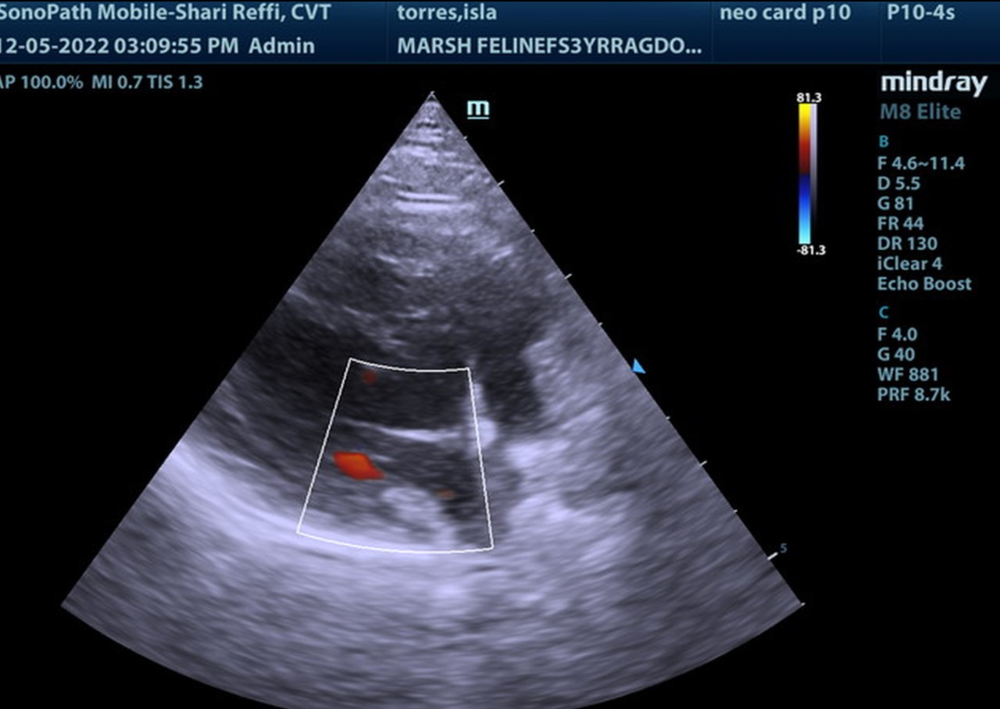 SonoPath Mobile-Shari Reffi, CVT torres,isla neo card p10 P10-4s
12-05-2022 03:09:55 PM Admin MARSH FELINEFS3YRRAGDO...
AP 100.0% MI 0.7 TIS 1.3
m
mindray
M8 Elite
81.3
-81.3
B
F 4.6~11.4
D 5.5
G 81
FR 44
DR 130
iClear 4
Echo Boost
C
F 4.0
G 40
WF 881
PRF 8.7k
5